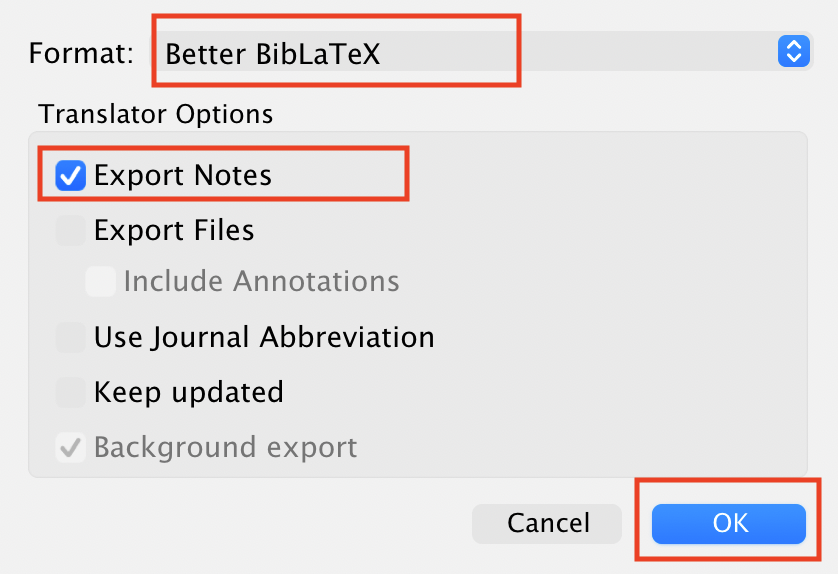 Format: Better BibLaTeX
Translator Options
Export Notes
Export Files
Include Annotations
Use Journal Abbreviation
Keep updated
Background export
Cancel OK